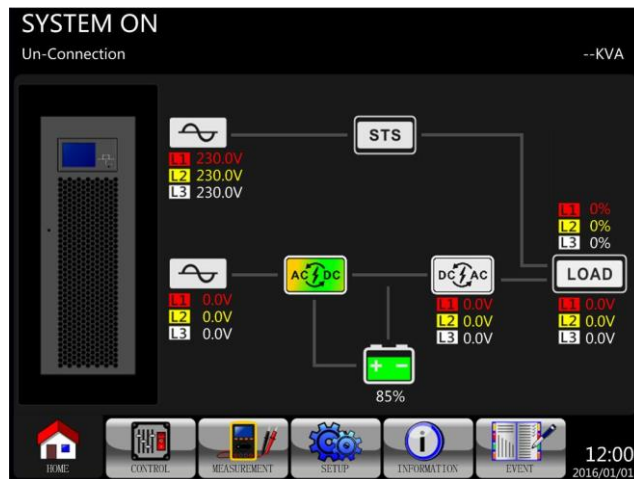 SYSTEM ON
Un-Connection
--KVA
STS
L1 230.0V
L2 230.0V
L3 230.0V
L1 0%
L2 0%
L3 0%
AC DC
DC AC
LOAD
L1 0.0V
L2 0.0V
L3 0.0V
L1 0.0V
L2 0.0V
L3 0.0V
L1 0.0V
L2 0.0V
L3 0.0V
+ -
85%
HOME
CONTROL
MEASUREMENT
SETUP
INFORMATION
EVENT
12:00
2016/01/01